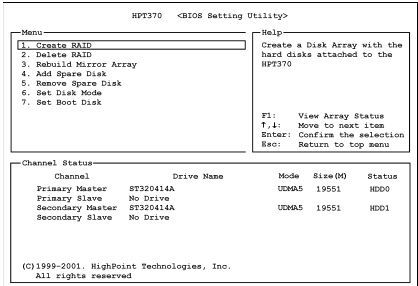 HPT370 <BIOS Setting Utility>
Menu
1. Create RAID
2. Delete RAID
3. Rebuild Mirror Array
4. Add Spare Disk
5. Remove Spare Disk
6. Set Disk Mode
7. Set Boot Disk
Help
Create a Disk Array with the
hard disks attached to the
HPT370
F1: View Array Status
↑,↓: Move to next item
Enter: Confirm the selection
Esc: Return to top menu
Channel Status
Channel Drive Name Mode Size(M) Status
Primary Master ST320414A UDMA5 19551 HDD0
Primary Slave No Drive
Secondary Master ST320414A UDMA5 19551 HDD1
Secondary Slave No Drive
(C)1999-2001. HighPoint Technologies, Inc.
All rights reserved